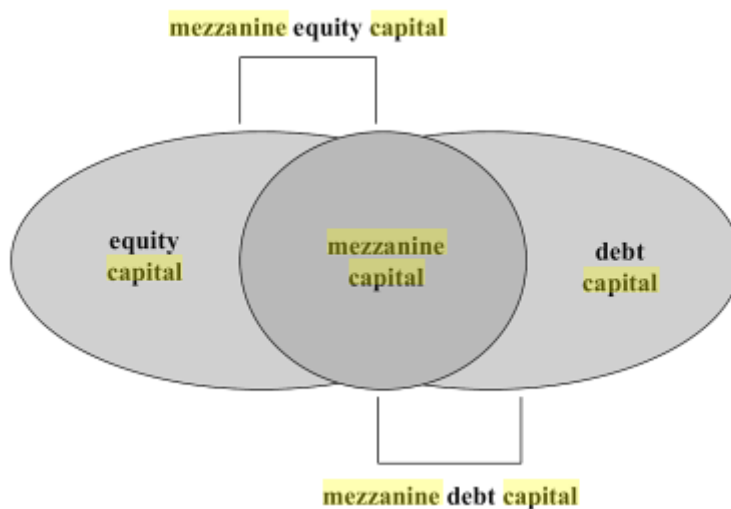 mezzanine equity capital
equity
capital
mezzanine
capital
debt
capital
mezzanine debt capital